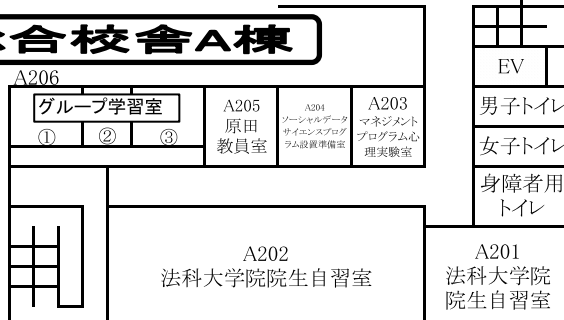 合校舎A棟
A206
グループ学習室
① ② ③
A205
原田
教員室
A204
ソーシャルデータ
サイエンスプログ
ラム設置準備室
A203
マネジメント
プログラム心
理実験室
EV
男子トイレ
女子トイレ
身障者用
トイレ
A202
法科大学院院生自習室
A201
法科大学院
院生自習室